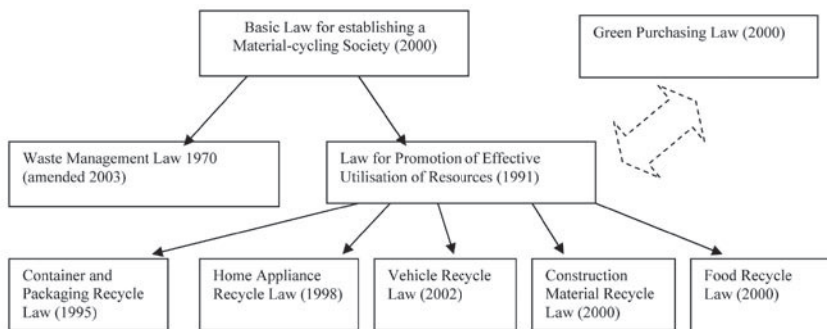 Basic Law for establishing a
Material-cycling Society (2000)
Green Purchasing Law (2000)
Waste Management Law 1970
(amended 2003)
Law for Promotion of Effective
Utilisation of Resources (1991)
Container and
Packaging Recycle
Law (1995)
Home Appliance
Recycle Law (1998)
Vehicle Recycle
Law (2002)
Construction
Material Recycle
Law (2000)
Food Recycle
Law (2000)